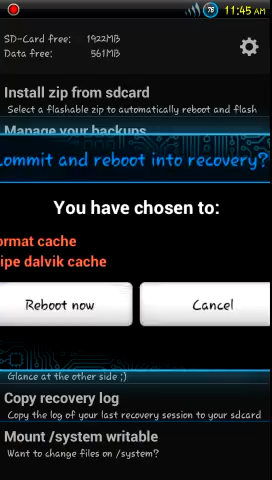 78 11:45 AM
SD-Card free: 1922MB
Data free: 561MB
Install zip from sdcard
Select a flashable zip to automatically reboot and flash
Manage your backups
ommit and reboot into recovery?
You have chosen to:
ormat cache
ipe dalvik cache
Reboot now Cancel
Glance at the other side ;)
Copy recovery log
Copy the log of your last recovery session to your sdcard
Mount /system writable
Want to change files on /system?